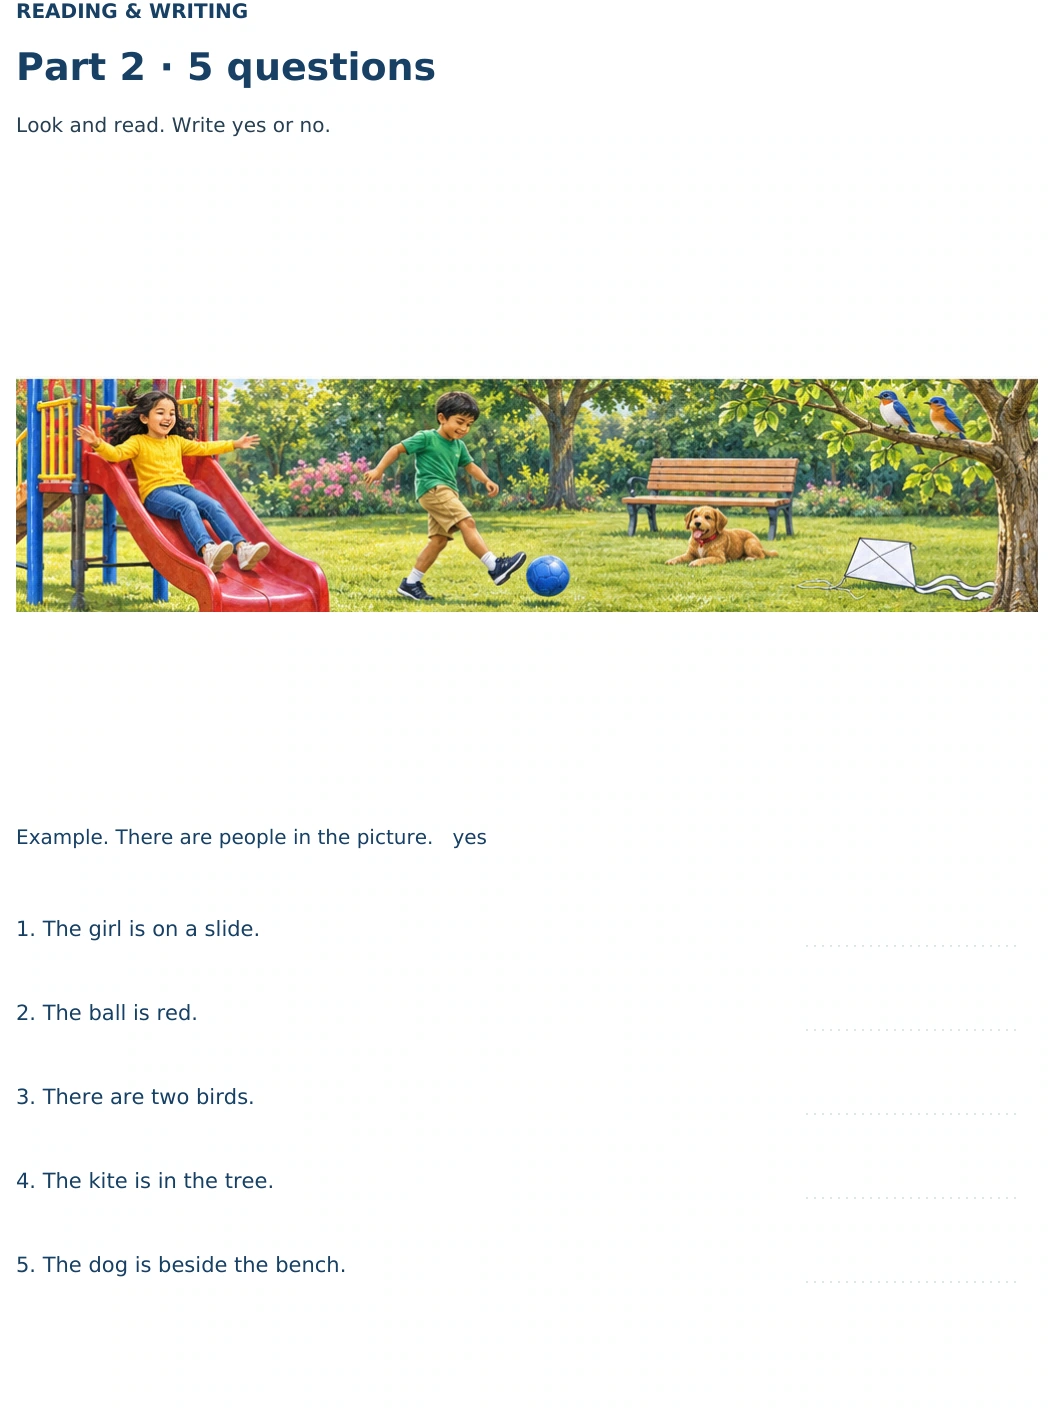 READING & WRITING
Part 2 · 5 questions
Look and read. Write yes or no.
Example. There are people in the picture. yes
1. The girl is on a slide.
2. The ball is red.
3. There are two birds.
4. The kite is in the tree.
5. The dog is beside the bench.